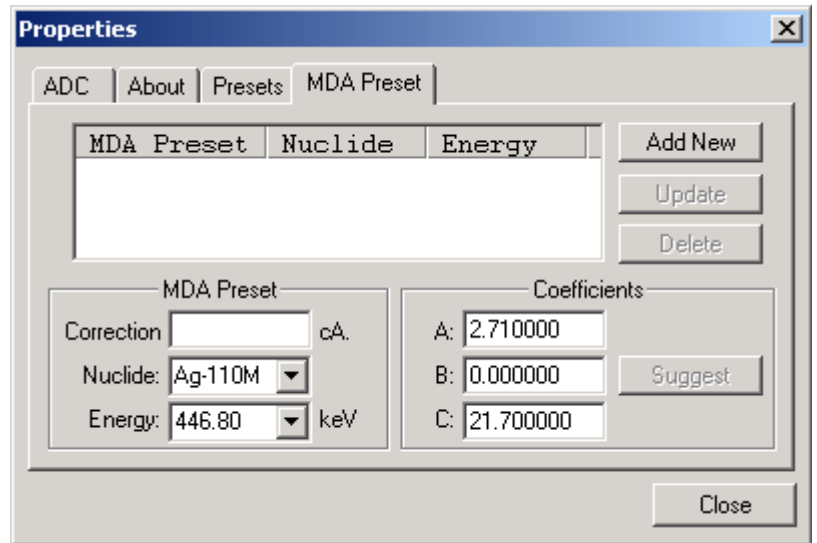 Properties
ADC About Presets MDA Preset
MDA Preset Nuclide Energy
Add New
Update
Delete
MDA Preset
Correction cA.
Nuclide: Ag-110M
Energy: 446.80 keV
Coefficients
A: 2.710000
B: 0.000000
C: 21.700000
Suggest
Close